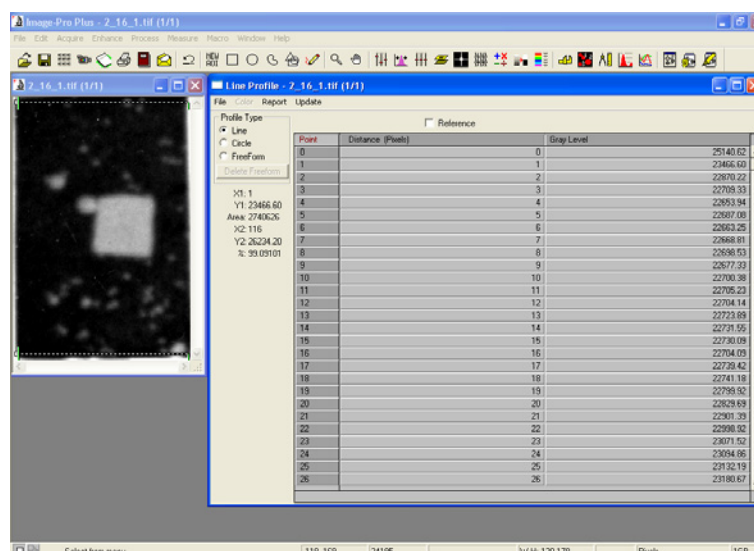 Image-Pro Plus - 2_16_1.tif (1/1)
File Edit Acquire Enhance Process Measure Macro Window Help
2_16_1.tif (1/1)
Line Profile - 2_16_1.tif (1/1)
File Color Report Update
Profile Type
Line
Circle
FreeForm
Delete Freeform
X1: 1
Y1: 23466.60
Area: 2740626
X2: 116
Y2: 26234.20
%: 99.09101
Reference
Point Distance (Pixels) Gray Level
0 0 25140.62
1 1 23466.60
2 2 22870.22
3 3 22709.33
4 4 22653.94
5 5 22687.08
6 6 22663.25
7 7 22668.81
8 8 22698.53
9 9 22677.33
10 10 22700.38
11 11 22705.23
12 12 22704.14
13 13 22723.89
14 14 22731.55
15 15 22730.09
16 16 22704.09
17 17 22739.42
18 18 22741.18
19 19 22799.92
20 20 22829.69
21 21 22901.39
22 22 22998.92
23 23 23071.52
24 24 23094.86
25 25 23132.19
26 26 23180.67